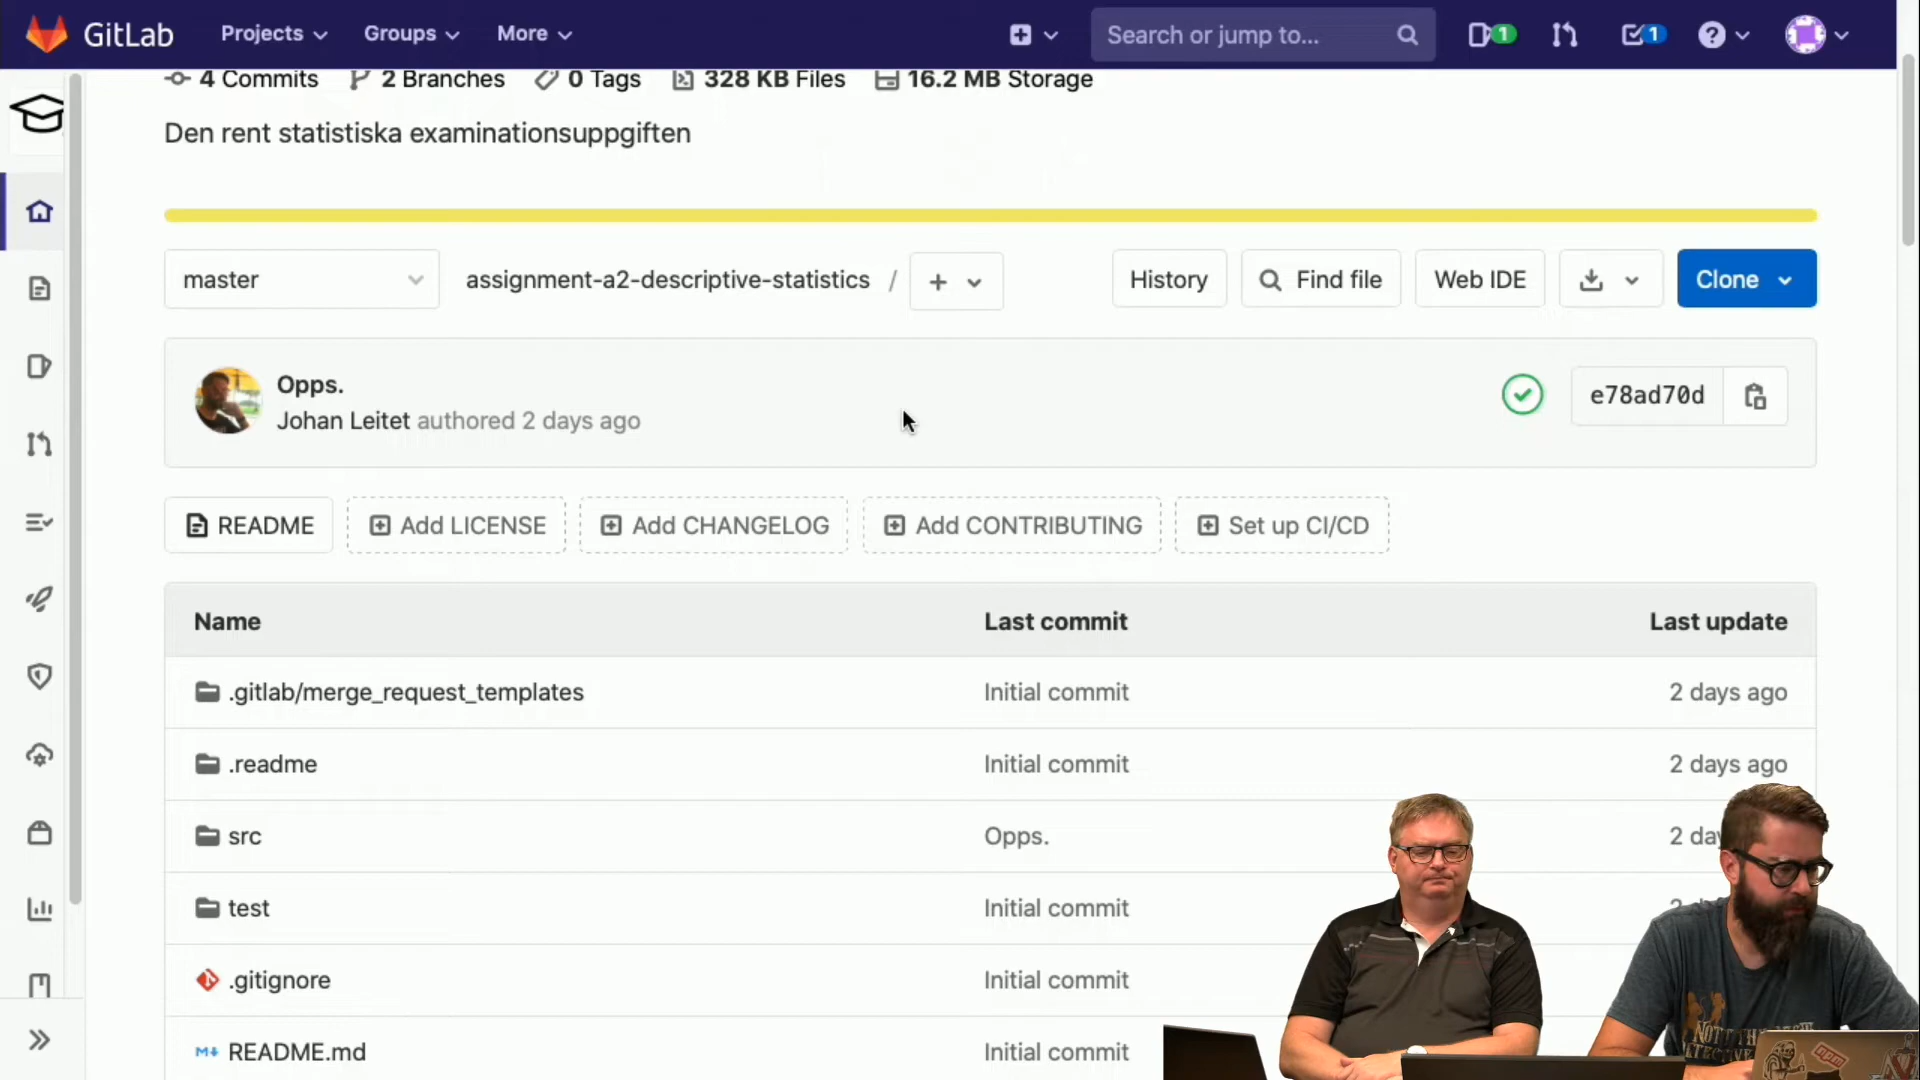 GitLab Projects Groups More Search or jump to... 1 1
4 Commits 2 Branches 0 Tags 328 KB Files 16.2 MB Storage
Den rent statistiska examinationsuppgiften
master assignment-a2-descriptive-statistics / + History Find file Web IDE Clone
Opps.
Johan Leitet authored 2 days ago
e78ad70d
README Add LICENSE Add CHANGELOG Add CONTRIBUTING Set up CI/CD
Name Last commit Last update
.gitlab/merge_request_templates Initial commit 2 days ago
.readme Initial commit 2 days ago
src Opps. 2 day
test Initial commit
.gitignore Initial commit
README.md Initial commit
npm